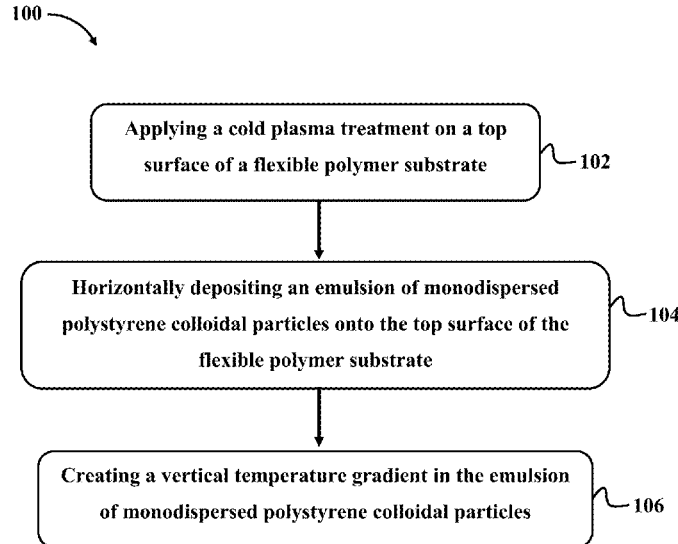 100
Applying a cold plasma treatment on a top
surface of a flexible polymer substrate
102
Horizontally depositing an emulsion of monodispersed
polystyrene colloidal particles onto the top surface of the
flexible polymer substrate
104
Creating a vertical temperature gradient in the emulsion
of monodispersed polystyrene colloidal particles
106